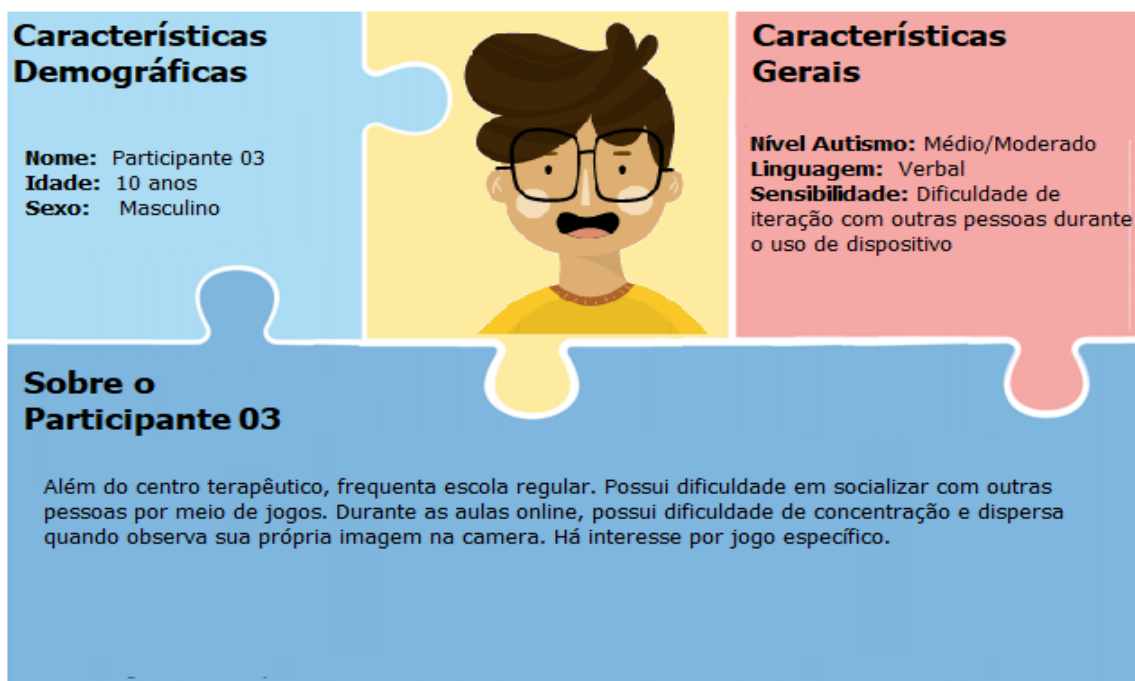 Características
Demográficas
Nome: Participante 03
Idade: 10 anos
Sexo: Masculino
Características
Gerais
Nível Autismo: Médio/Moderado
Linguagem: Verbal
Sensibilidade: Dificuldade de
iteração com outras pessoas durante
o uso de dispositivo
Sobre o
Participante 03
Além do centro terapêutico, frequenta escola regular. Possui dificuldade em socializar com outras
pessoas por meio de jogos. Durante as aulas online, possui dificuldade de concentração e dispersa
quando observa sua própria imagem na camera. Há interesse por jogo específico.